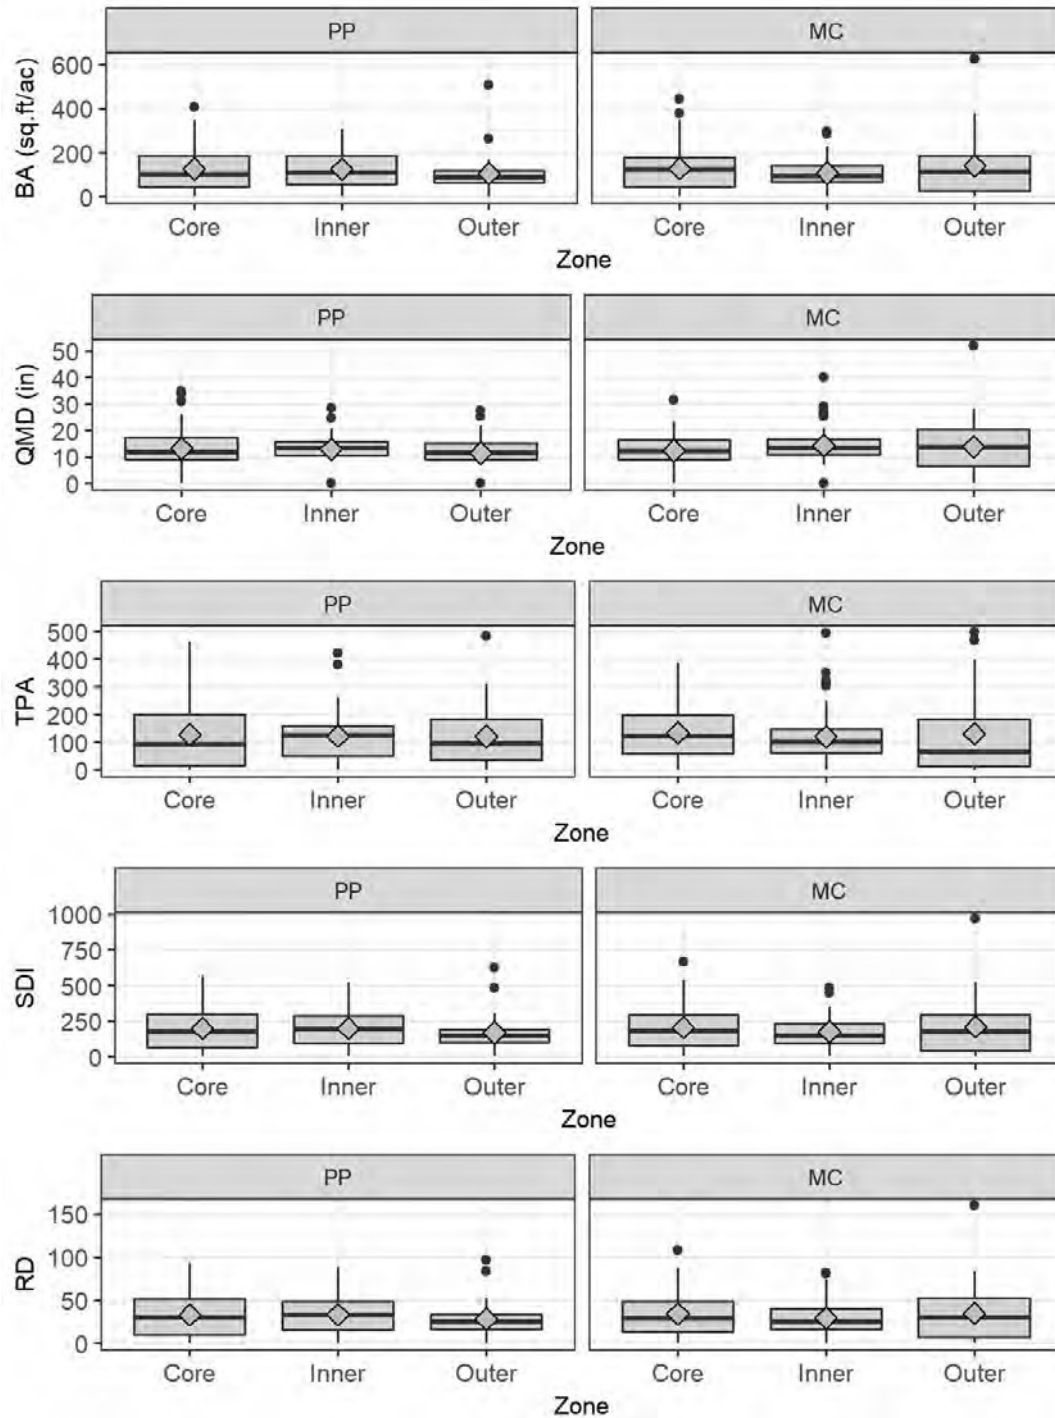 PP MC
BA (sq.ft/ac)
600
400
200
0
Core Inner Outer Core Inner Outer
Zone
PP MC
QMD (in)
50
40
30
20
10
0
Core Inner Outer Core Inner Outer
Zone
PP MC
TPA
500
400
300
200
100
0
Core Inner Outer Core Inner Outer
Zone
PP MC
SDI
1000
750
500
250
0
Core Inner Outer Core Inner Outer
Zone
PP MC
RD
150
100
50
0
Core Inner Outer Core Inner Outer
Zone